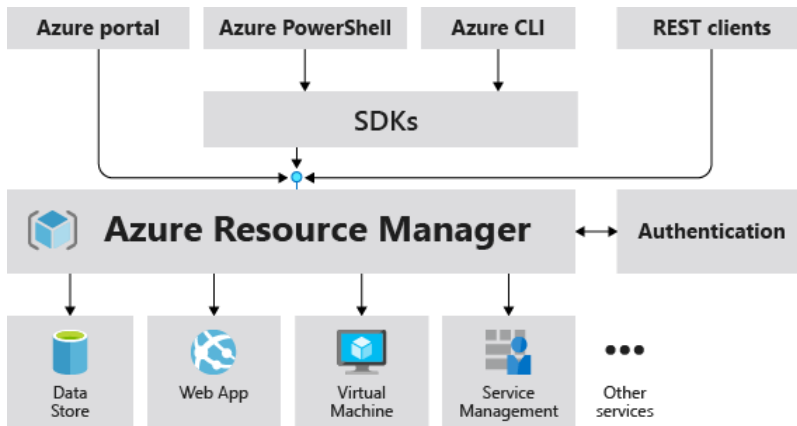 Azure portal
Azure PowerShell
Azure CLI
REST clients
SDKs
Azure Resource Manager
Authentication
Data
Store
Web App
Virtual
Machine
Service
Management
Other
services